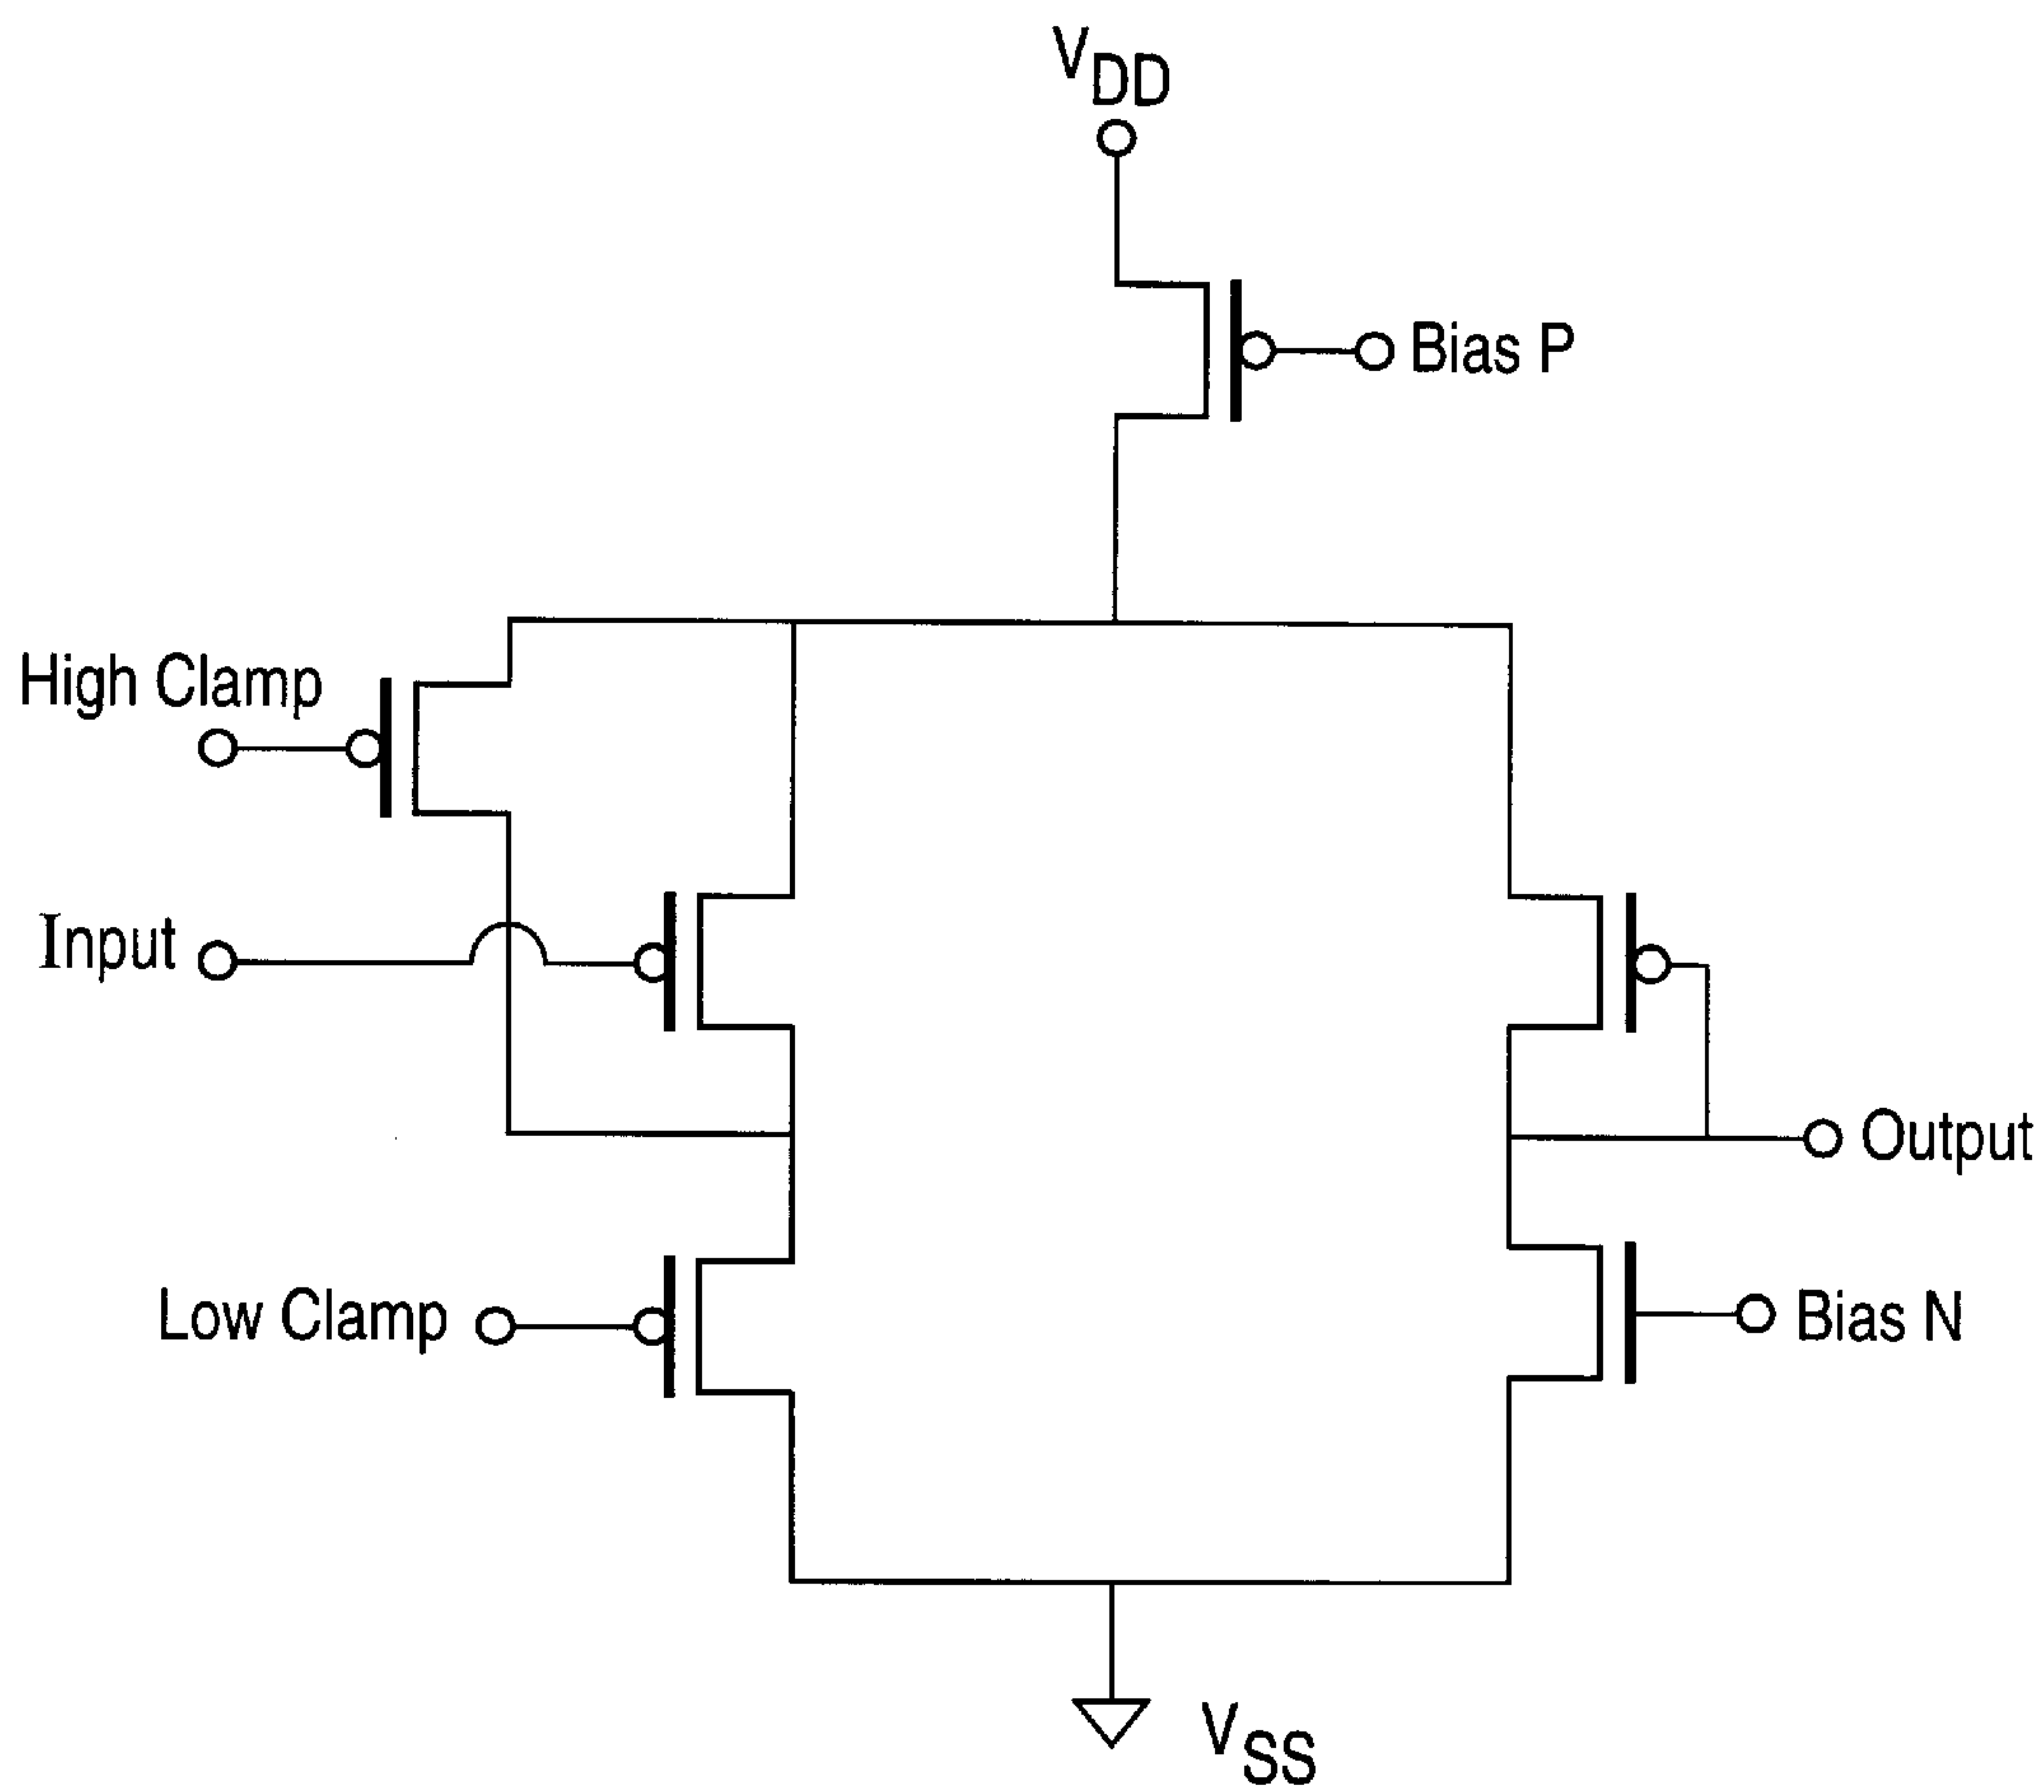 VDD
Bias P
High Clamp
Input
Output
Low Clamp
Bias N
VSS